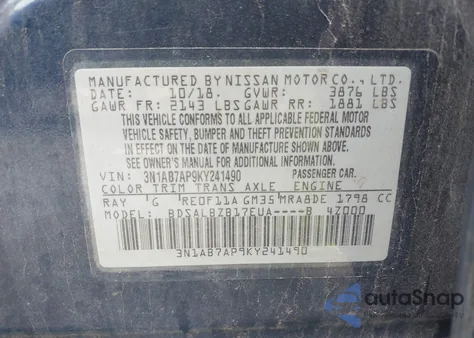 MANUFACTURED BY NISSAN MOTOR CO., LTD.
DATE: 10/18. GVWR: 3876 LBS
GAWR FR: 2143 LBS GAWR RR: 1881 LBS
THIS VEHICLE CONFORMS TO ALL APPLICABLE FEDERAL MOTOR
VEHICLE SAFETY, BUMPER AND THEFT PREVENTION STANDARDS
IN EFFECT ON THE DATE OF MANUFACTURE SHOWN ABOVE.
SEE OWNER'S MANUAL FOR ADDITIONAL INFORMATION.
VIN: 3N1AB7AP9KY241490 PASSENGER CAR.
COLOR TRIM TRANS AXLE ENGINE
RAY G RE0F11A GM35 MRA8DE 1798 CC
MODEL: BDSALBZB17EUA----B 4Z000
3N1AB7AP9KY241490
autaShap